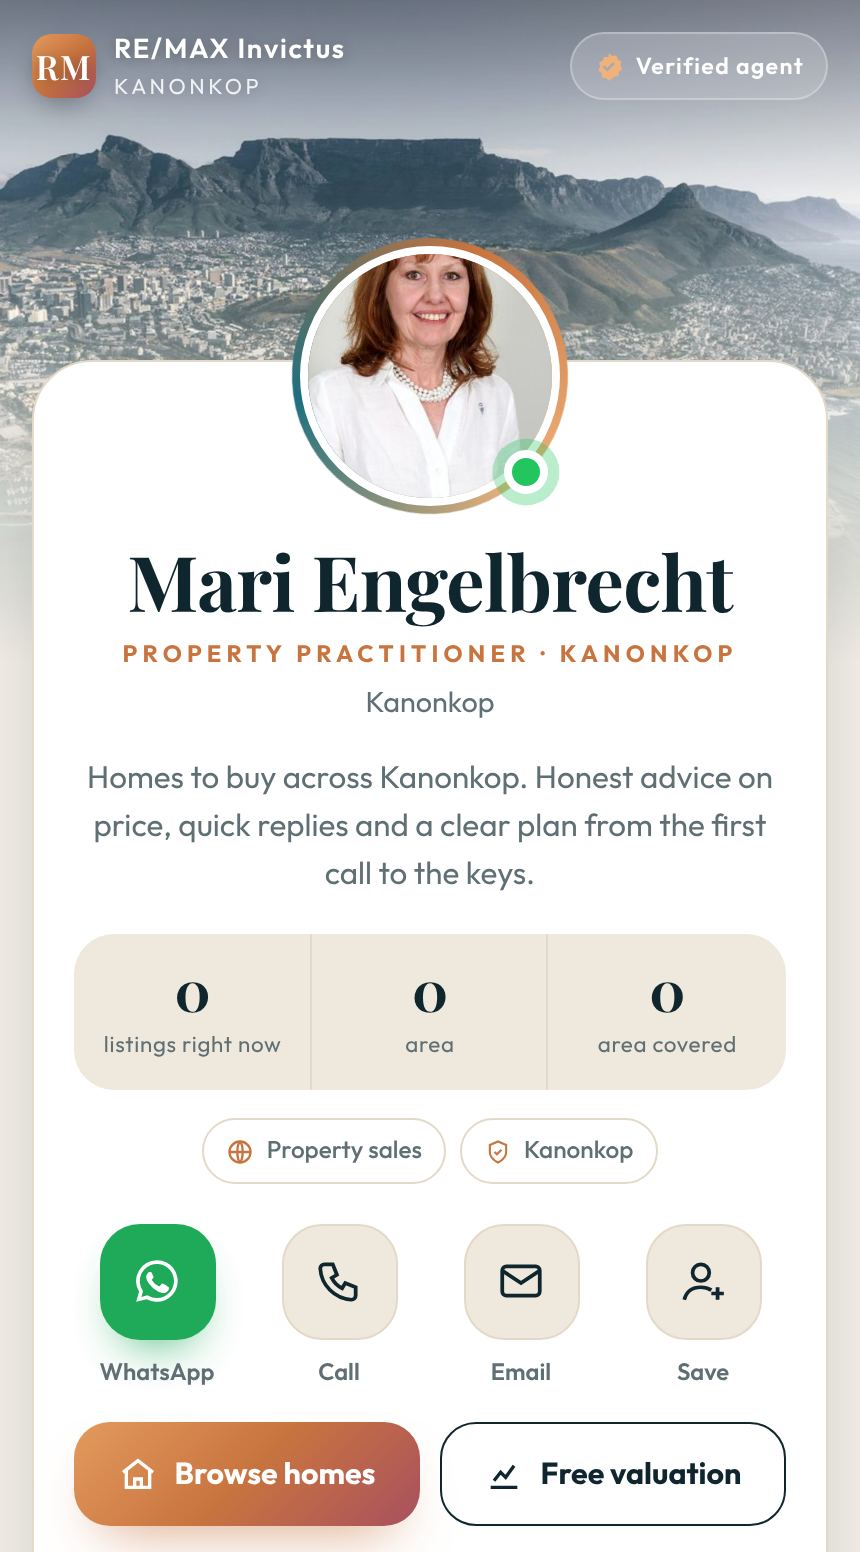 RM
RE/MAX Invictus
KANONKOP
Verified agent
Mari Engelbrecht
PROPERTY PRACTITIONER · KANONKOP
Kanonkop
Homes to buy across Kanonkop. Honest advice on
price, quick replies and a clear plan from the first
call to the keys.
0 0 0
listings right now area area covered
Property sales Kanonkop
WhatsApp Call Email Save
Browse homes Free valuation